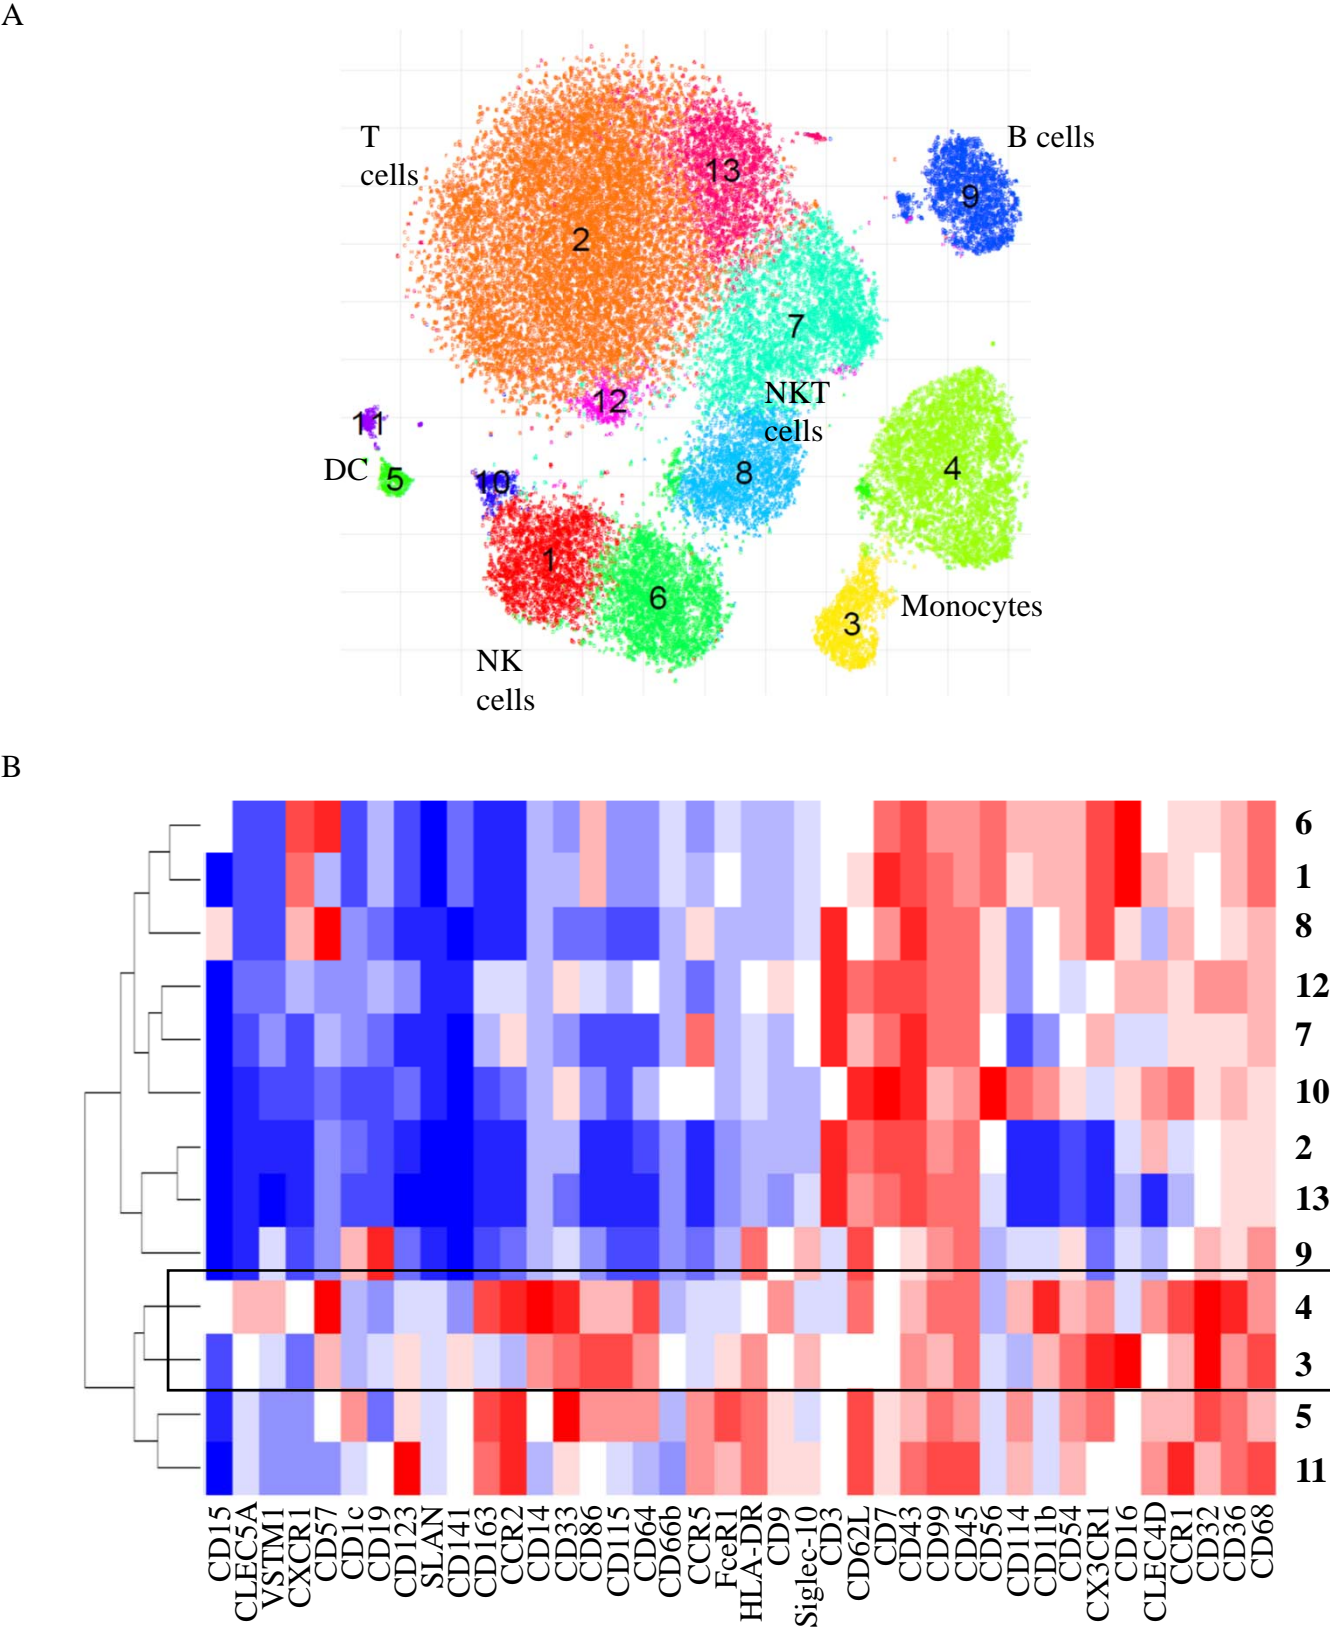 A
T
cells
B cells
13
9
2
7
NKT
cells
12
11
DC
5
10
8
4
1
6
3
Monocytes
NK
cells
B
6
1
8
12
7
10
2
13
9
4
3
5
11
CD15
CLEC5A
VSTM1
CXCR1
CD57
CD1c
CD19
CD123
SLAN
CD141
CD163
CCR2
CD14
CD33
CD86
CD115
CD64
CD66b
CCR5
FceR1
HLA-DR
CD9
Siglec-10
CD3
CD62L
CD7
CD43
CD99
CD45
CD56
CD114
CD11b
CD54
CX3CR1
CD16
CLEC4D
CCR1
CD32
CD36
CD68